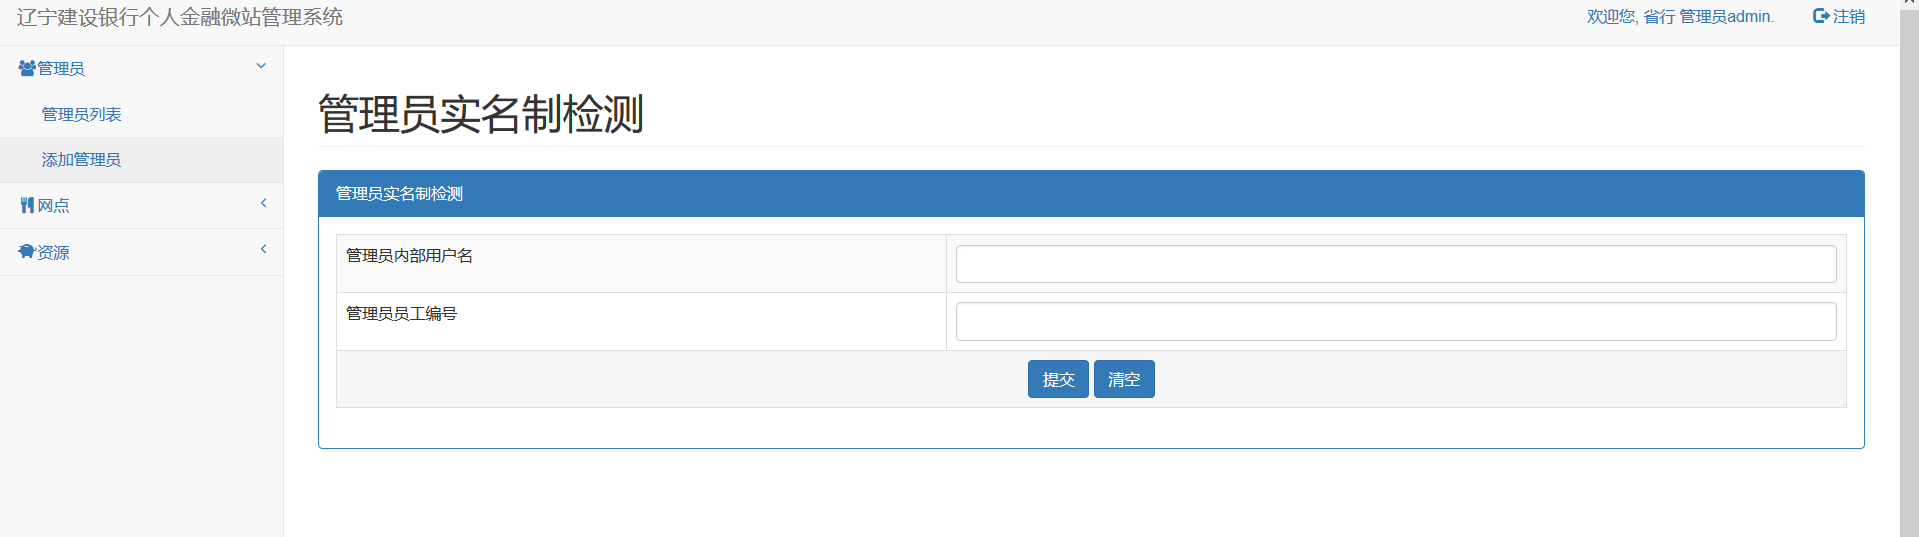 辽宁建设银行个人金融微站管理系统
欢迎您, 省行 管理员admin.
注销
管理员
管理员列表
添加管理员
网点
资源
管理员实名制检测
管理员实名制检测
管理员内部用户名
管理员员工编号
提交 清空